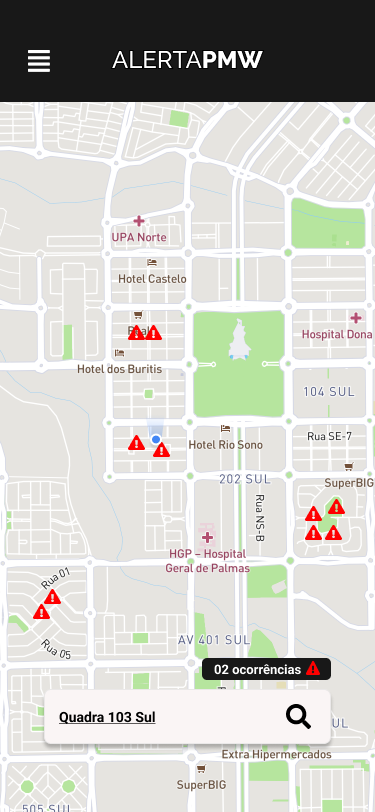 ALERTAPMW
UPA Norte
Hotel Castelo
Hospital Dona
Hotel dos Buritis
104 SUL
Rua SE-7
Hotel Rio Sono
202 SUL
SuperBIG
Rua NS-B
HGP – Hospital
Geral de Palmas
Rua 01
Rua 05
AV 401 SUL
02 ocorrências
Quadra 103 Sul
UL
Extra Hipermercados
SuperBIG
505 SUL